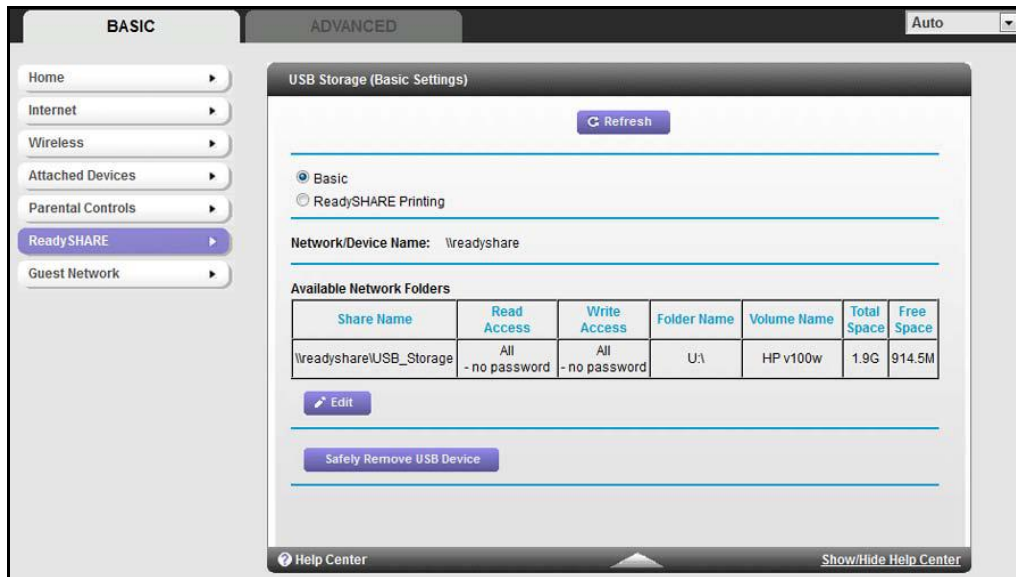 BASIC
ADVANCED
Auto
Home
Internet
Wireless
Attached Devices
Parental Controls
ReadySHARE
Guest Network
USB Storage (Basic Settings)
Refresh
Basic
ReadySHARE Printing
Network/Device Name: \\readyshare
Available Network Folders
Share Name Read Access Write Access Folder Name Volume Name Total Space Free Space
\\readyshare\USB_Storage All - no password All - no password U:\ HP v100w 1.9G 914.5M
Edit
Safely Remove USB Device
Help Center Show/Hide Help Center